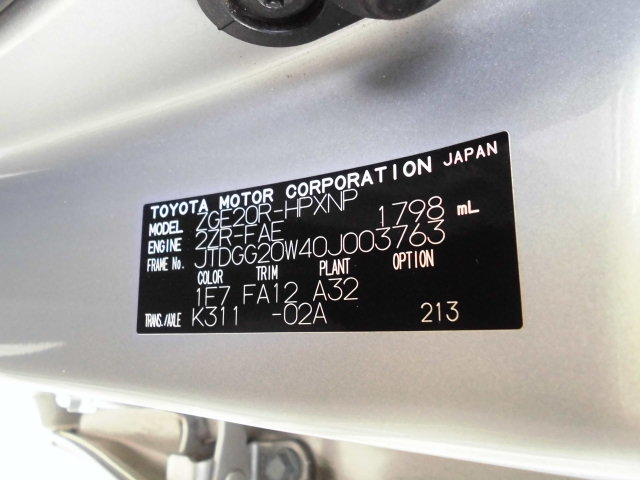 TOYOTA MOTOR CORPORATION JAPAN
MODEL ZGE20R-HPXNP
ENGINE 2ZR-FAE 1798 mL
FRAME No. JTDGG20W40J003763
COLOR TRIM PLANT OPTION
1F7 FA12 A32
TRANS./AXLE K311 -02A 213